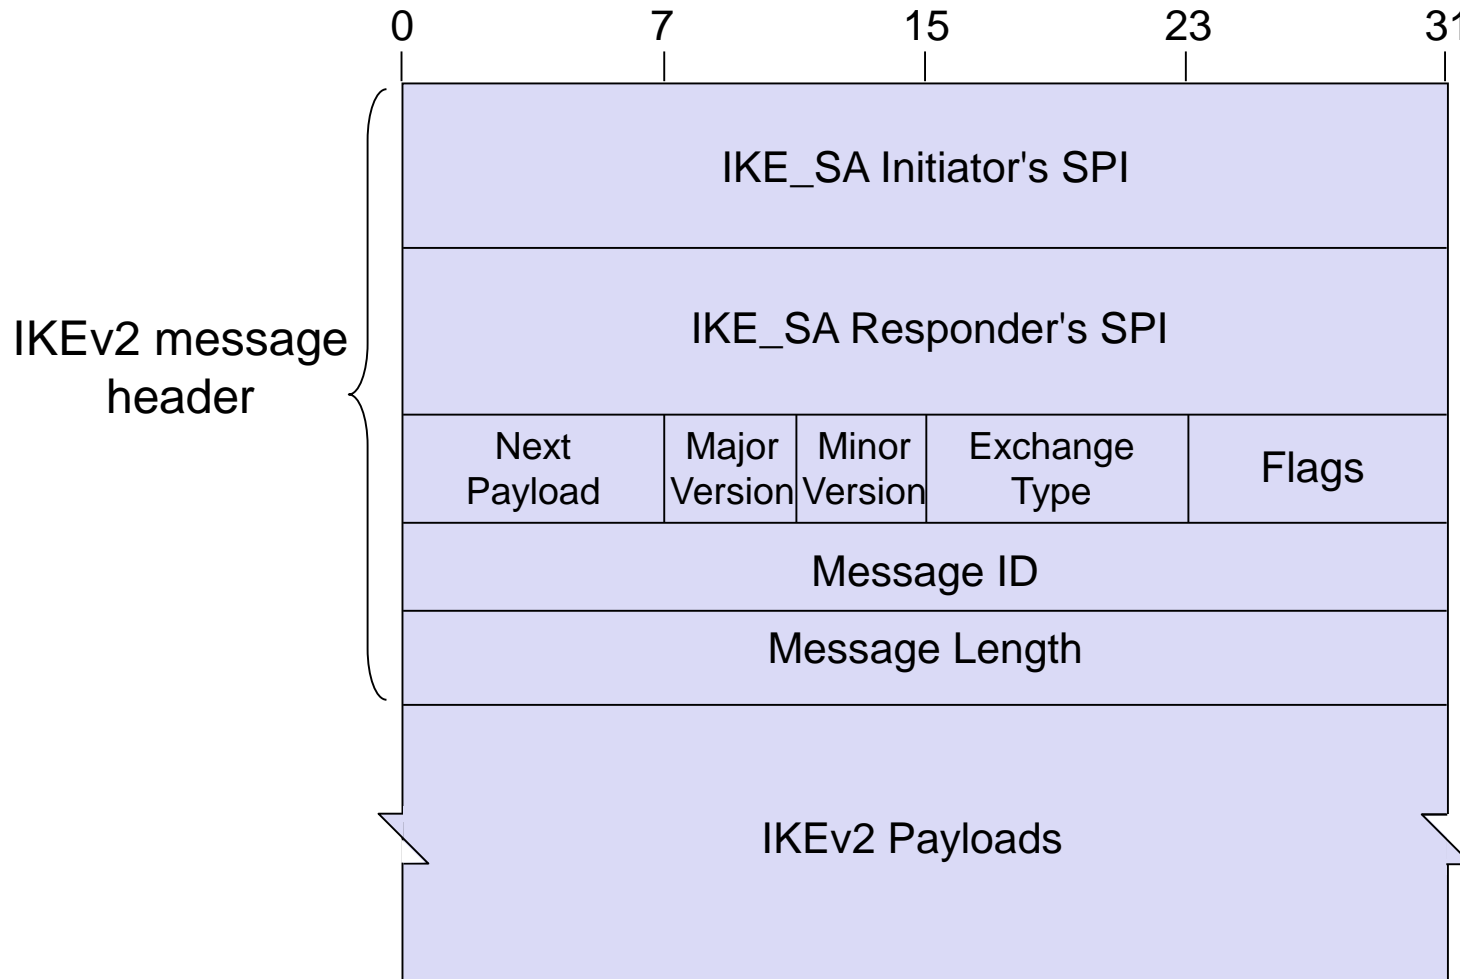 0 7 15 23 31
IKE_SA Initiator's SPI
IKE_SA Responder's SPI
IKEv2 message
header
Next
Payload
Major
Version
Minor
Version
Exchange
Type
Flags
Message ID
Message Length
IKEv2 Payloads